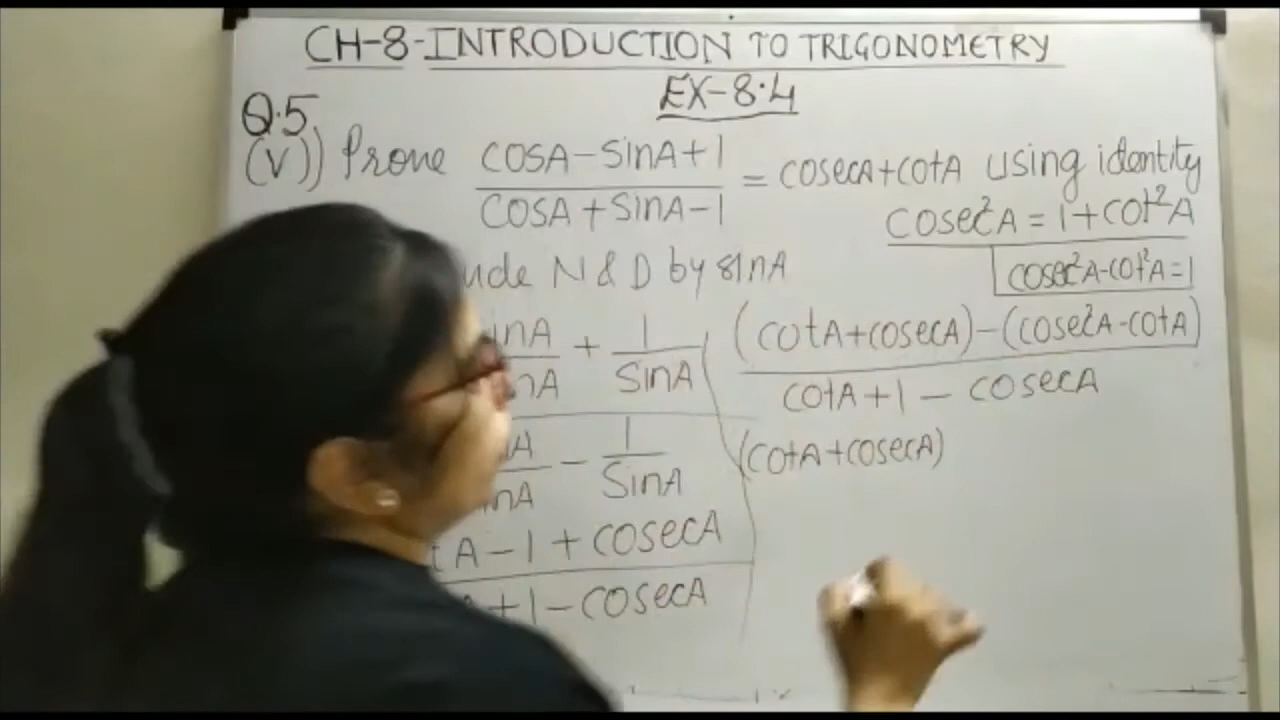 CH-8-INTRODUCTION TO TRIGONOMETRY
EX-8.4
Q.5
(V)) Prove COSA-SinA+1 / COSA+SinA-1 = cosecA+cotA using identity
cosec²A = 1+cot²A
cosec²A-cot²A=1
N & D by sinA
+ 1/SinA
- 1/SinA
A-1+cosecA
+1-cosecA
(cotA+cosecA)-(cosec²A-cotA)
cotA+1-cosecA
(cotA+cosecA)